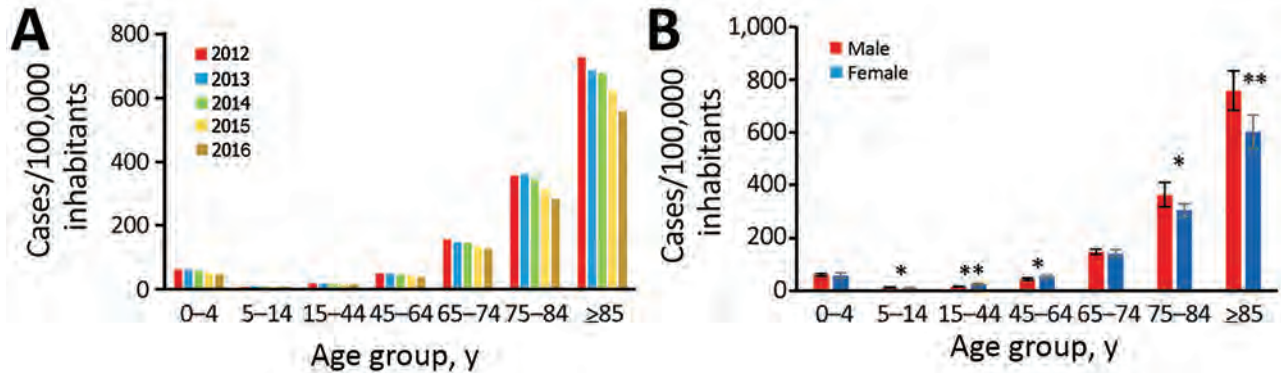 A
Cases/100,000
inhabitants
800
600
400
200
0
2012
2013
2014
2015
2016
0–4 5–14 15–44 45–64 65–74 75–84 ≥85
Age group, y
B
Cases/100,000
inhabitants
1,000
800
600
400
200
0
Male
Female
* ** * * **
0–4 5–14 15–44 45–64 65–74 75–84 ≥85
Age group, y